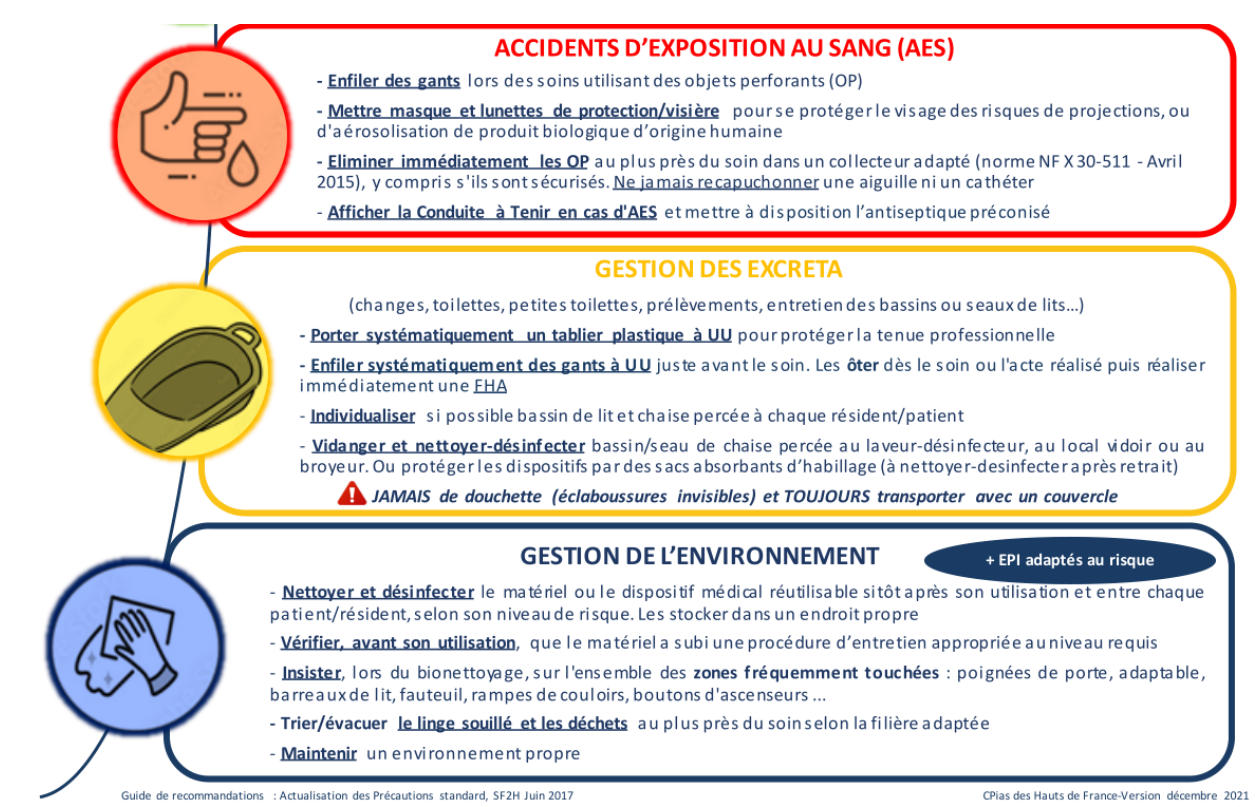 ACCIDENTS D'EXPOSITION AU SANG (AES)
- Enfiler des gants lors des soins utilisant des objets perforants (OP)
- Mettre masque et lunettes de protection/visière pour se protéger le visage des risques de projections, ou
d'aérosolisation de produit biologique d'origine humaine
- Eliminer immédiatement les OP au plus près du soin dans un collecteur adapté (norme NF X 30-511 - Avril
2015), y compris s'ils sont sécurisés. Ne jamais recapuchonner une aiguille ni un cathéter
- Afficher la Conduite à Tenir en cas d'AES et mettre à disposition l'antiseptique préconisé
GESTION DES EXCRETA
(changes, toilettes, petites toilettes, prélèvements, entretien des bassins ou seaux de lits…)
- Porter systématiquement un tablier plastique à UU pour protéger la tenue professionnelle
- Enfiler systématiquement des gants à UU juste avant le soin. Les ôter dès le soin ou l'acte réalisé puis réaliser
immédiatement une FHA
- Individualiser si possible bassin de lit et chaise percée à chaque résident/patient
- Vidanger et nettoyer-désinfecter bassin/seau de chaise percée au laveur-désinfecteur, au local vidoir ou au
broyeur. Ou protéger les dispositifs par des sacs absorbants d'habillage (à nettoyer-desinfecter après retrait)
JAMAIS de douchette (éclaboussures invisibles) et TOUJOURS transporter avec un couvercle
GESTION DE L'ENVIRONNEMENT
+ EPI adaptés au risque
- Nettoyer et désinfecter le matériel ou le dispositif médical réutilisable sitôt après son utilisation et entre chaque
patient/résident, selon son niveau de risque. Les stocker dans un endroit propre
- Vérifier, avant son utilisation, que le matériel a subi une procédure d'entretien appropriée au niveau requis
- Insister, lors du bionettoyage, sur l'ensemble des zones fréquemment touchées : poignées de porte, adaptable,
barreaux de lit, fauteuil, rampes de couloirs, boutons d'ascenseurs ...
- Trier/évacuer le linge souillé et les déchets au plus près du soin selon la filière adaptée
- Maintenir un environnement propre
Guide de recommandations : Actualisation des Précautions standard, SF2H Juin 2017
CPias des Hauts de France-Version décembre 2021